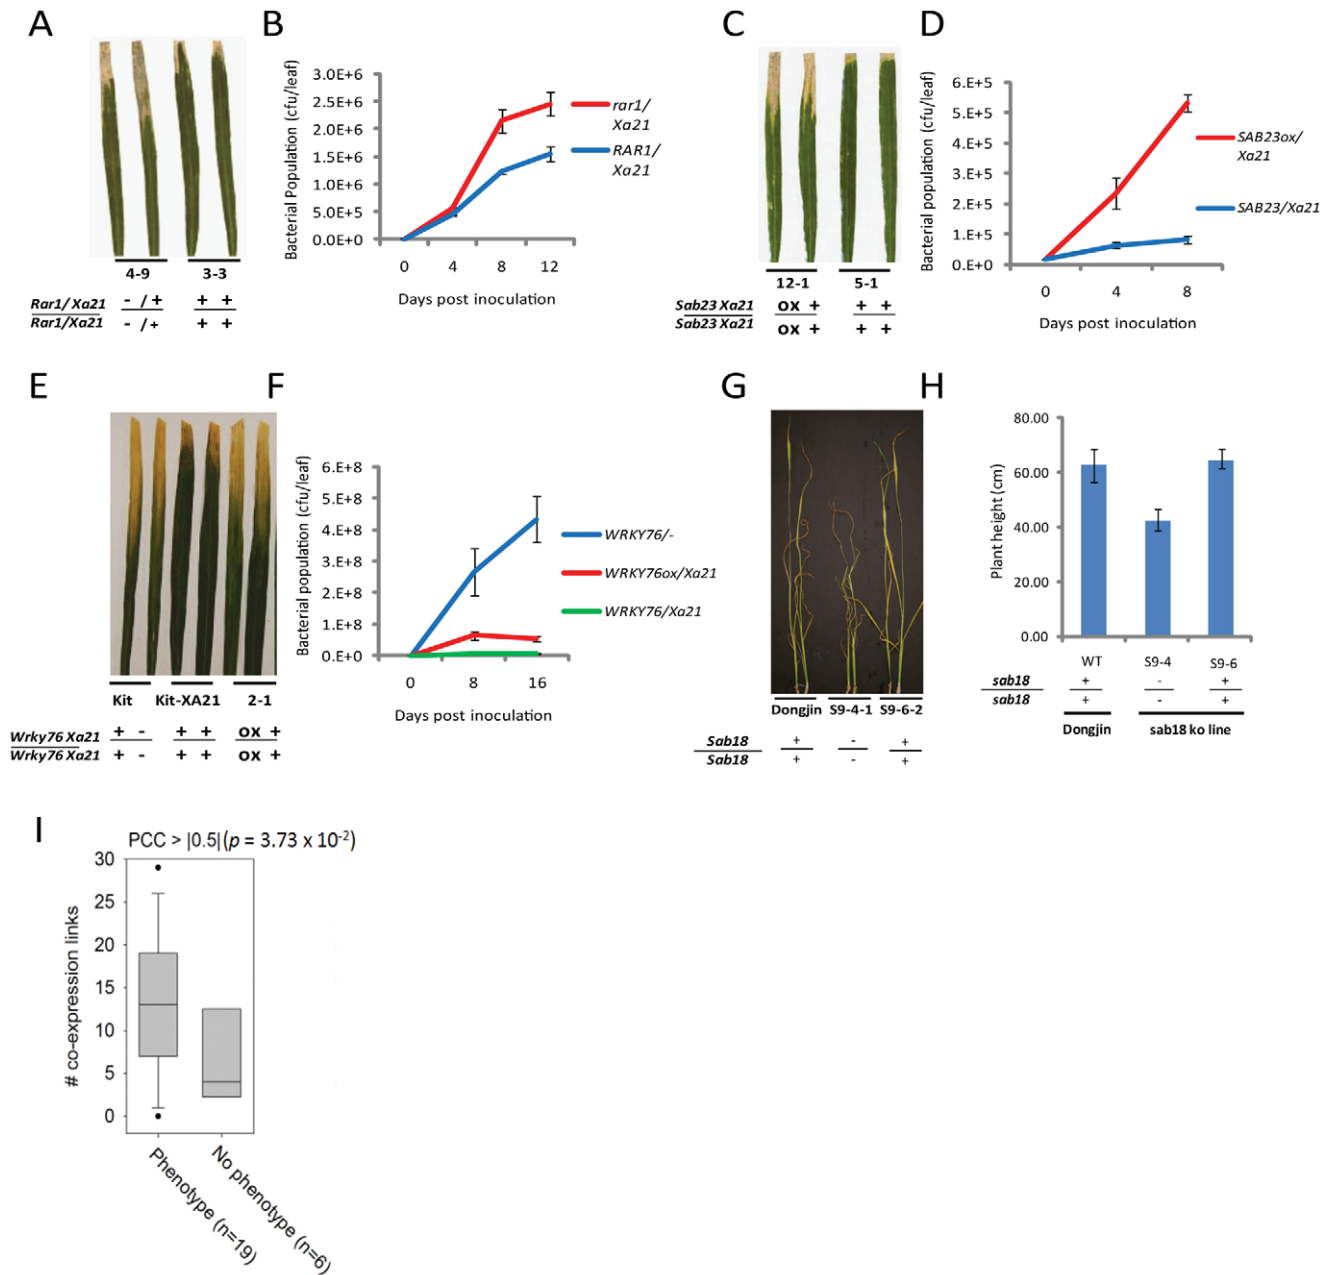 A
B
C
D
3.0E+6
2.5E+6
2.0E+6
1.5E+6
1.0E+6
5.0E+5
0.0E+0
Bacterial Population (cfu/leaf)
0 4 8 12
Days post inoculation
rar1/
Xa21
RAR1/
Xa21
4-9 3-3
Rar1/Xa21 - / + + +
Rar1/Xa21 - / + + +
6.E+5
5.E+5
4.E+5
3.E+5
2.E+5
1.E+5
0.E+0
Bacterial population (cfu/leaf)
0 4 8
Days post inoculation
SAB23ox/
Xa21
SAB23/Xa21
12-1 5-1
Sab23 Xa21 ox + + +
Sab23 Xa21 ox + + +
E
F
G
H
6.E+8
5.E+8
4.E+8
3.E+8
2.E+8
1.E+8
0.E+0
Bacterial population (cfu/leaf)
0 8 16
Days post inoculation
WRKY76/-
WRKY76ox/Xa21
WRKY76/Xa21
Kit Kit-XA21 2-1
Wrky76 Xa21 + - + + ox +
Wrky76 Xa21 + - + + ox +
Dongjin S9-4-1 S9-6-2
Sab18 + - +
Sab18 + - +
80.00
60.00
40.00
20.00
0.00
Plant height (cm)
WT S9-4 S9-6
sab18 + - +
sab18 + - +
Dongjin sab18 ko line
I
PCC > |0.5| (p = 3.73 x 10-2)
30
25
20
15
10
5
0
# co-expression links
Phenotype (n=19)
No phenotype (n=6)